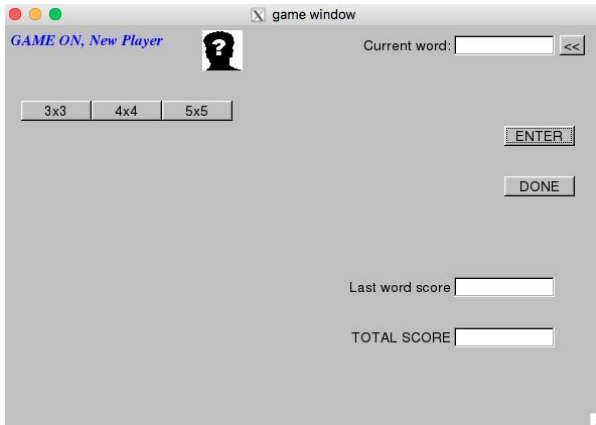 game window
GAME ON, New Player
?
Current word:
<<
3x3 4x4 5x5
ENTER
DONE
Last word score
TOTAL SCORE